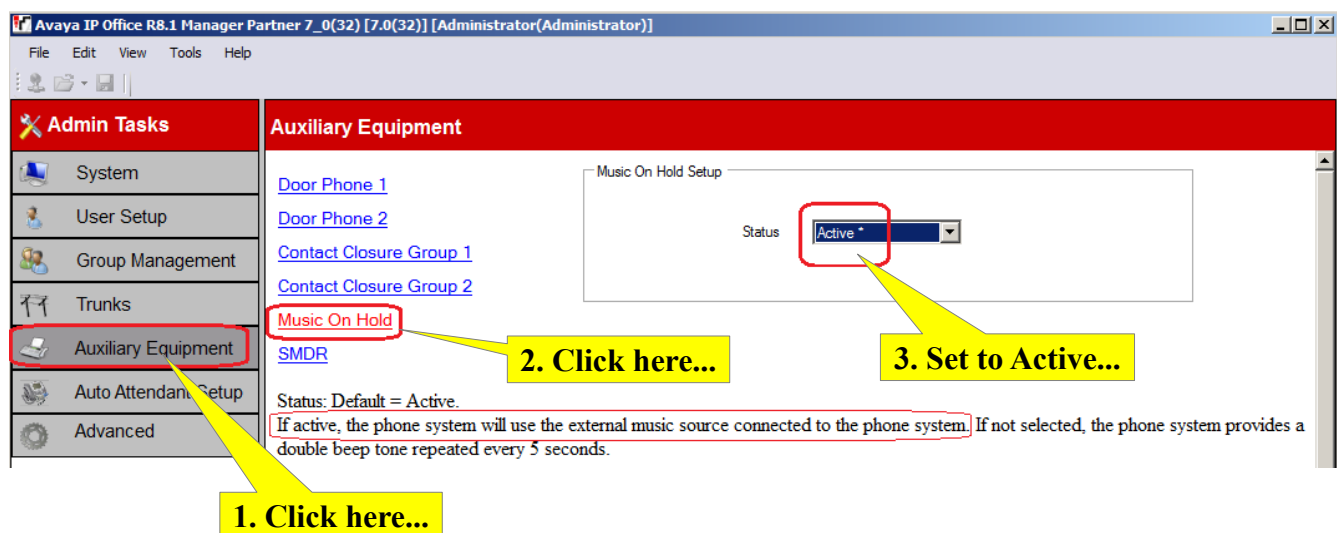 Avaya IP Office R8.1 Manager Partner 7_0(32) [7.0(32)] [Administrator(Administrator)]
File Edit View Tools Help
Admin Tasks
System
User Setup
Group Management
Trunks
Auxiliary Equipment
Auto Attendant Setup
Advanced
Auxiliary Equipment
Door Phone 1
Door Phone 2
Contact Closure Group 1
Contact Closure Group 2
Music On Hold
SMDR
Music On Hold Setup
Status Active *
1. Click here...
2. Click here...
3. Set to Active...
Status: Default = Active.
If active, the phone system will use the external music source connected to the phone system. If not selected, the phone system provides a
double beep tone repeated every 5 seconds.